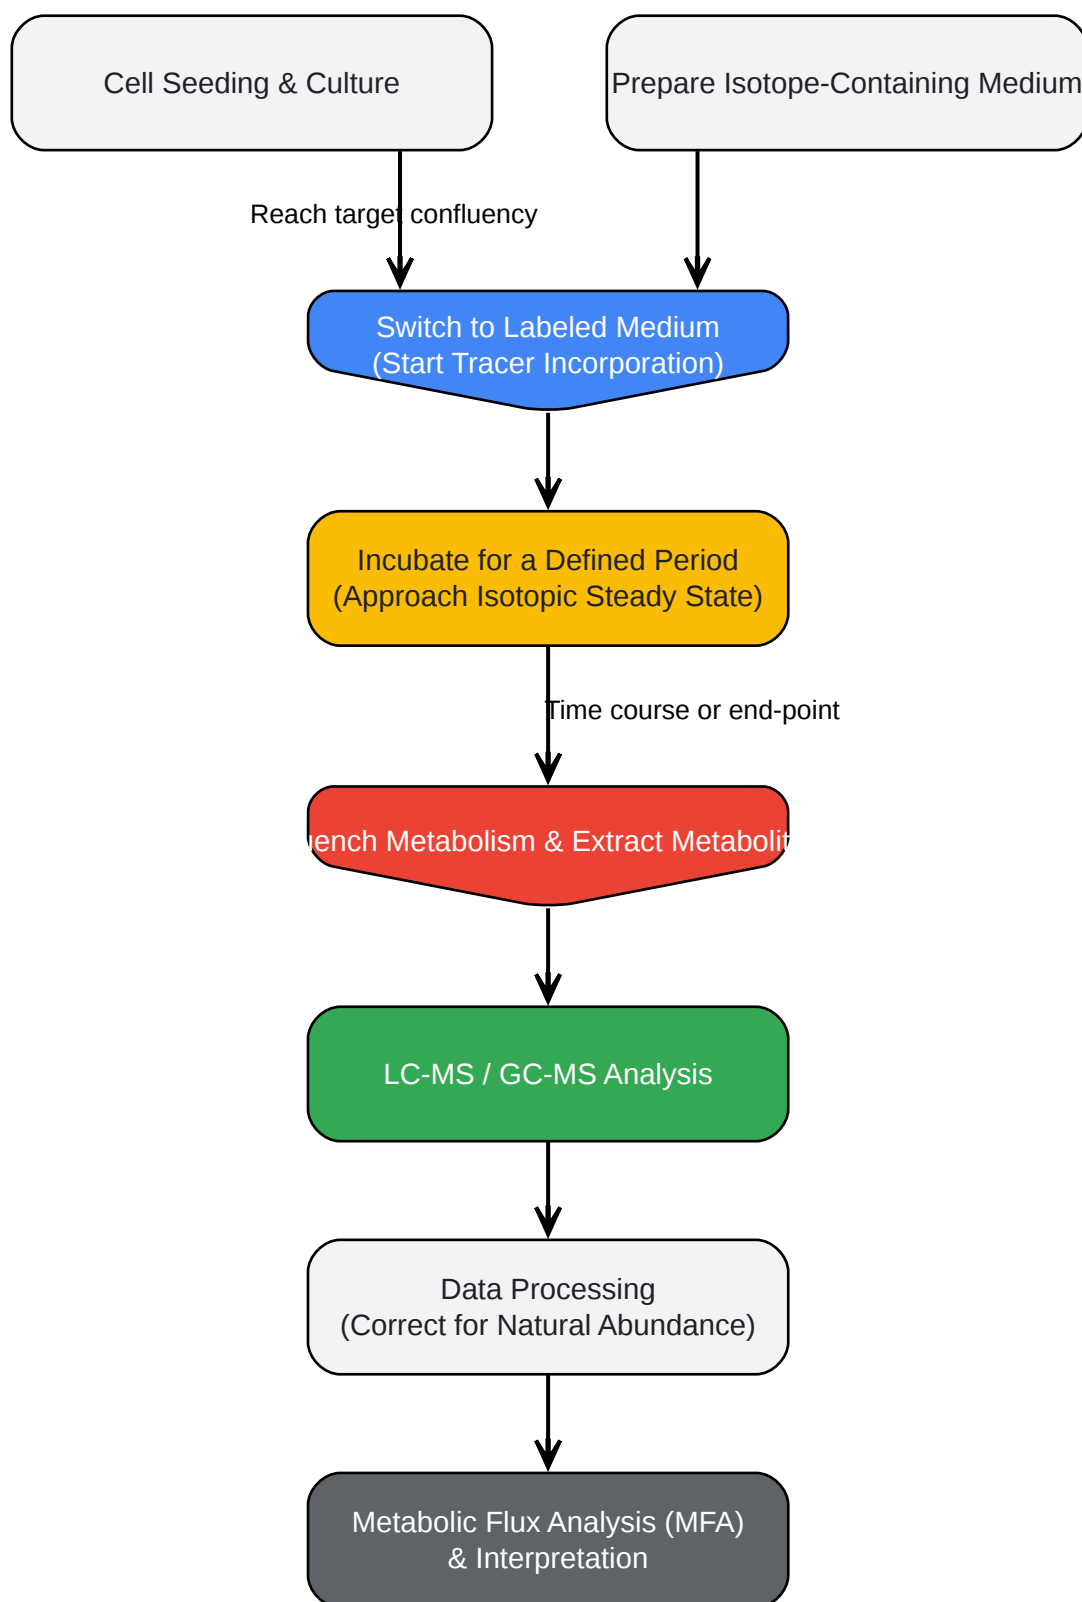 Cell Seeding & Culture
Prepare Isotope-Containing Medium
Reach target confluency
Switch to Labeled Medium
(Start Tracer Incorporation)
Incubate for a Defined Period
(Approach Isotopic Steady State)
Time course or end-point
Metabolism & Extract
LC-MS / GC-MS Analysis
Data Processing
(Correct for Natural Abundance)
Metabolic Flux Analysis (MFA)
& Interpretation